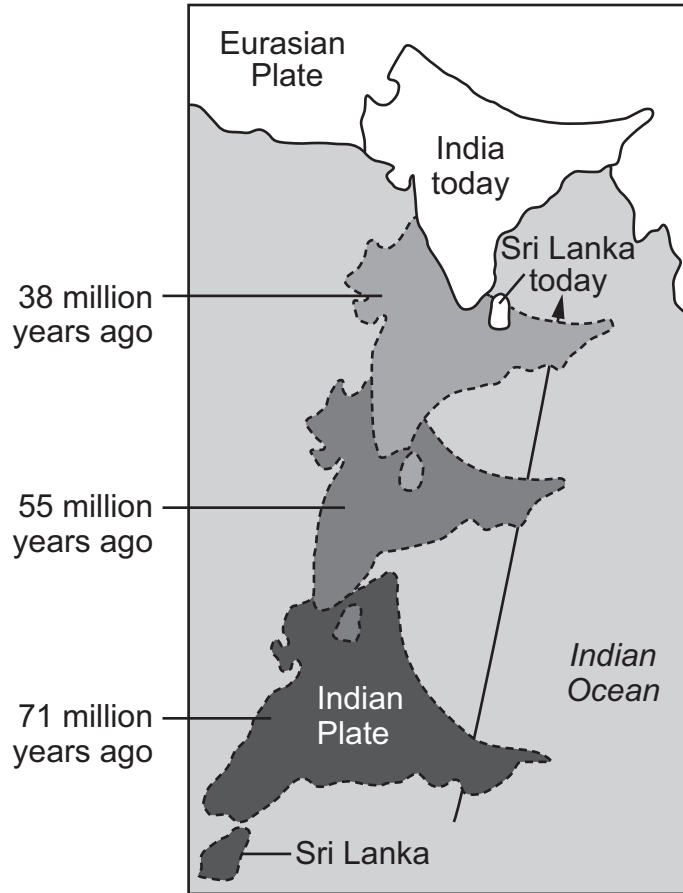 Eurasian
Plate
India
today
Sri Lanka
today
38 million
years ago
55 million
years ago
Indian
Ocean
Indian
Plate
71 million
years ago
Sri Lanka